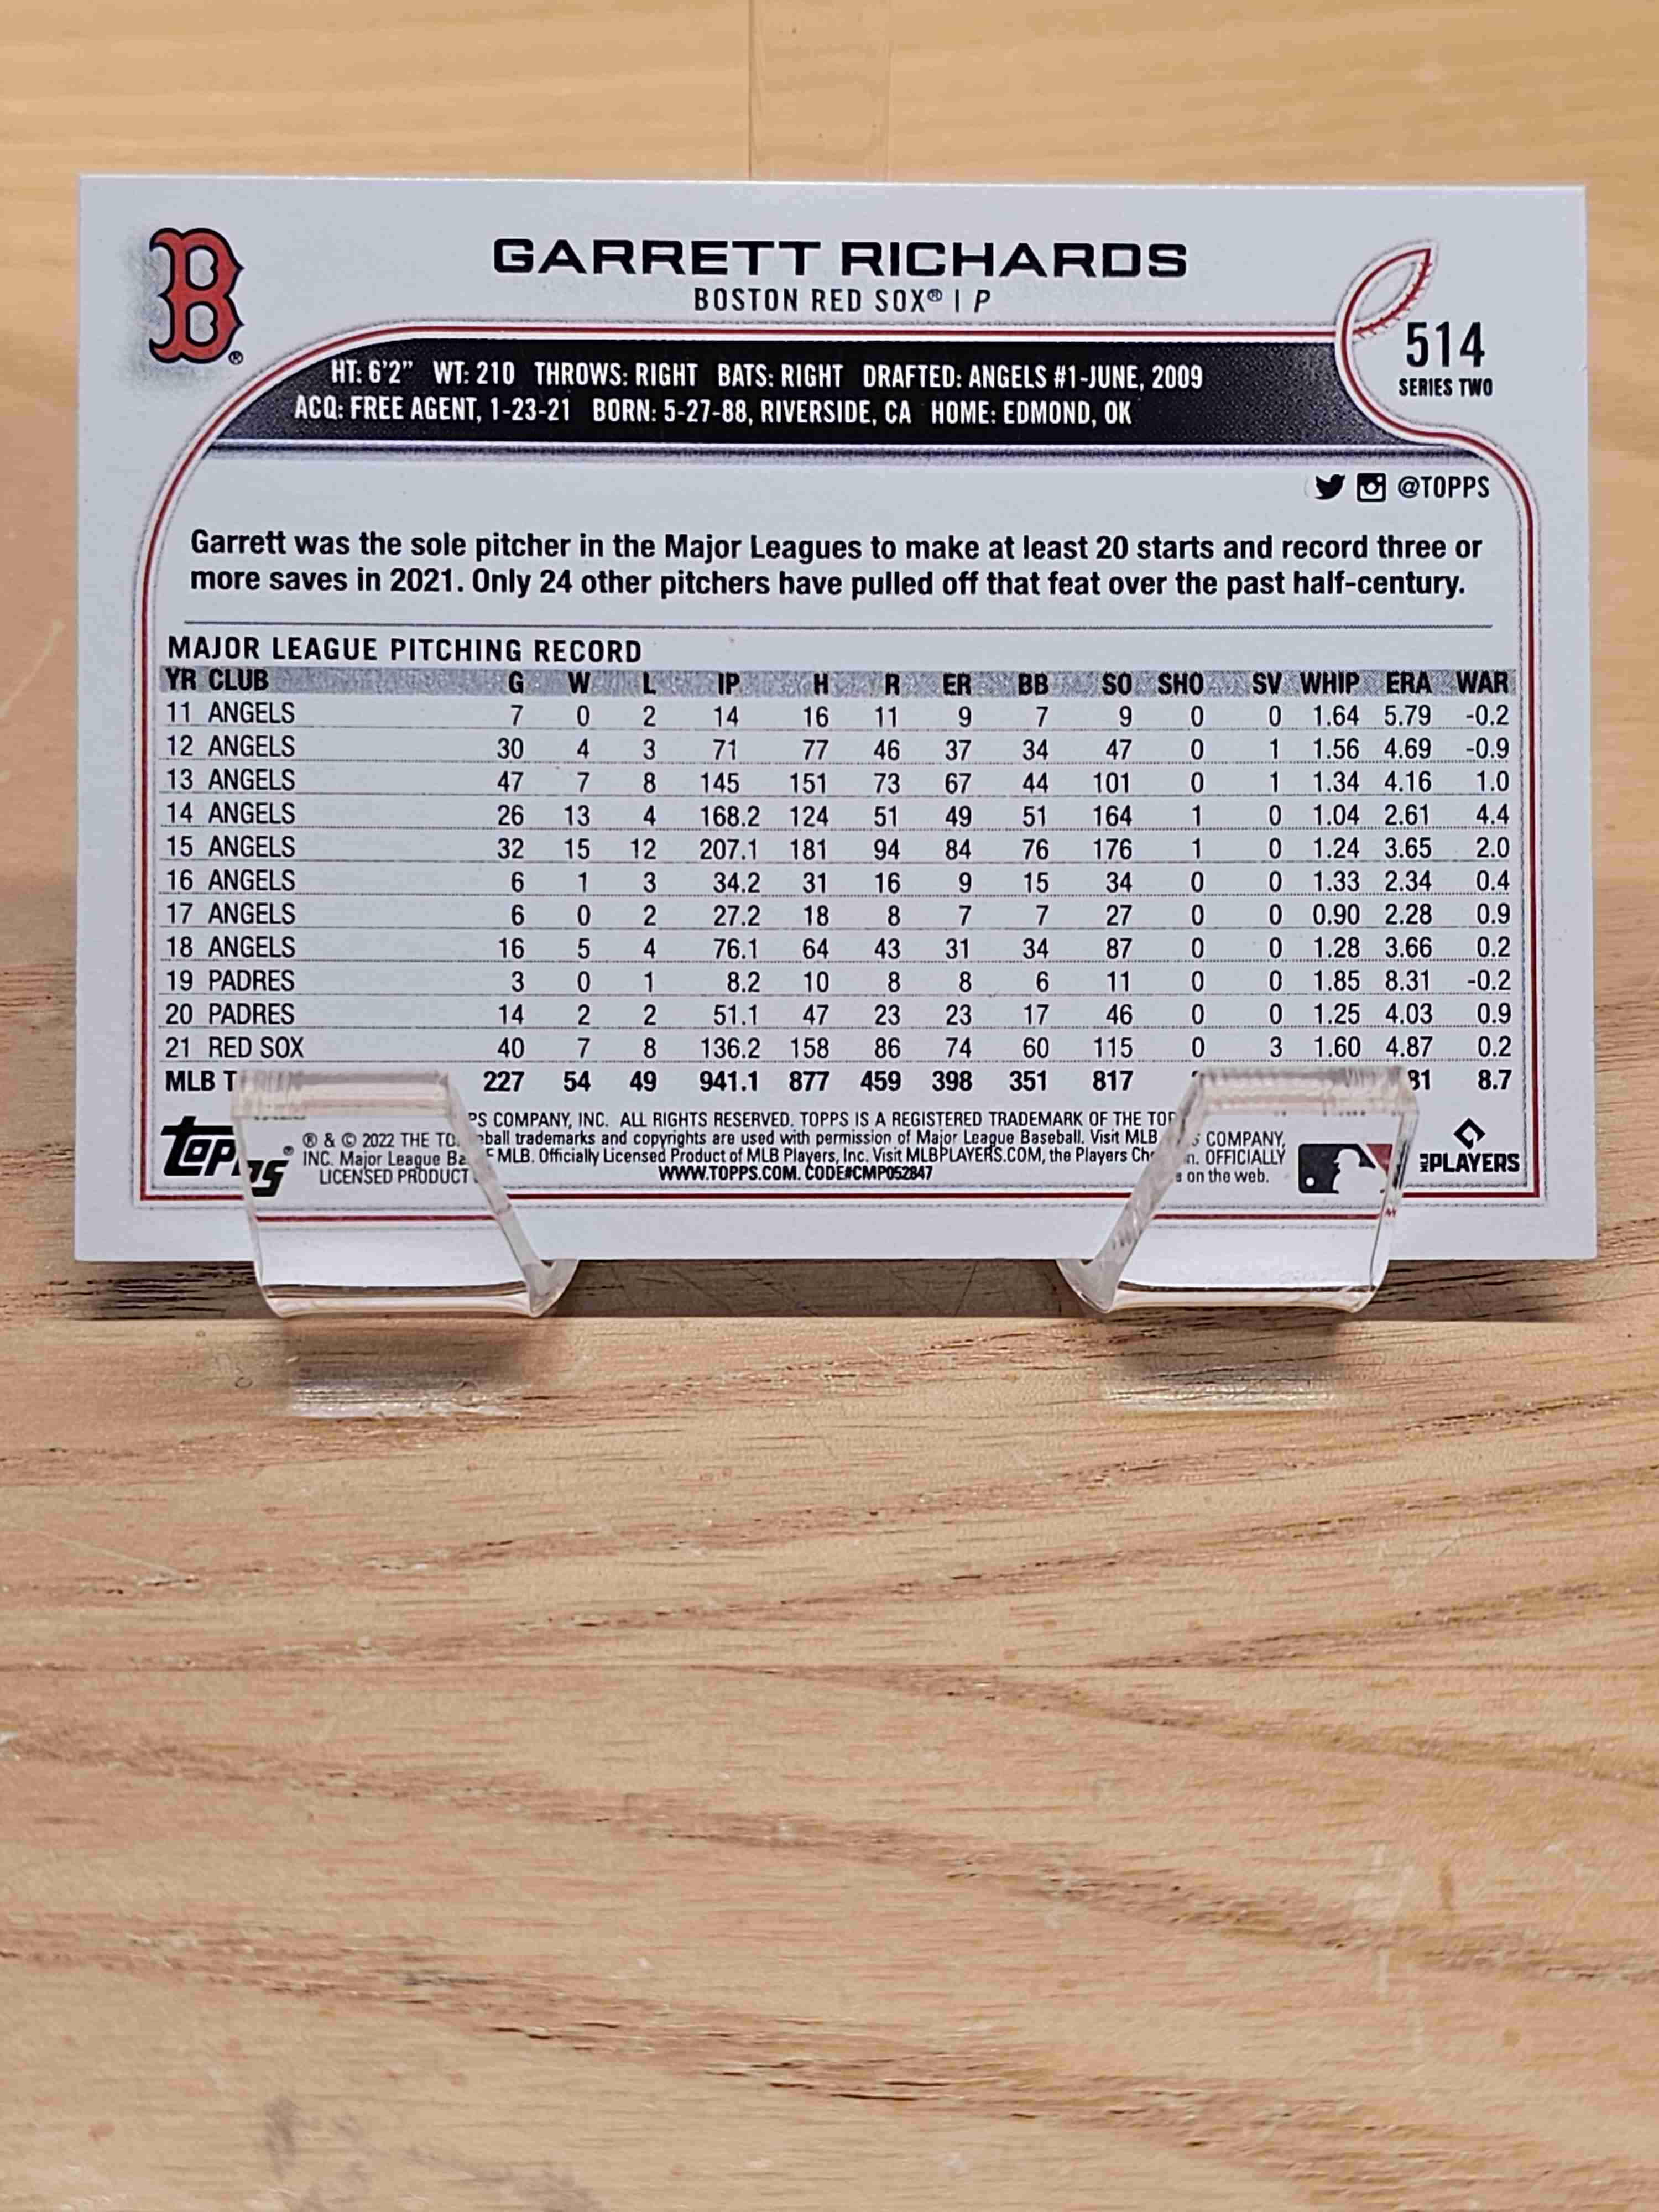 B®
GARRETT RICHARDS
BOSTON RED SOX® | P
514
SERIES TWO
HT: 6'2" WT: 210 THROWS: RIGHT BATS: RIGHT DRAFTED: ANGELS #1-JUNE, 2009
ACQ: FREE AGENT, 1-23-21 BORN: 5-27-88, RIVERSIDE, CA HOME: EDMOND, OK
@TOPPS
Garrett was the sole pitcher in the Major Leagues to make at least 20 starts and record three or
more saves in 2021. Only 24 other pitchers have pulled off that feat over the past half-century.
MAJOR LEAGUE PITCHING RECORD
YR CLUB G W L IP H R ER BB SO SHO SV WHIP ERA WAR
11 ANGELS 7 0 2 14 16 11 9 7 9 0 0 1.64 5.79 -0.2
12 ANGELS 30 4 3 71 77 46 37 34 47 0 1 1.56 4.69 -0.9
13 ANGELS 47 7 8 145 151 73 67 44 101 0 1 1.34 4.16 1.0
14 ANGELS 26 13 4 168.2 124 51 49 51 164 1 0 1.04 2.61 4.4
15 ANGELS 32 15 12 207.1 181 94 84 76 176 1 0 1.24 3.65 2.0
16 ANGELS 6 1 3 34.2 31 16 9 15 34 0 0 1.33 2.34 0.4
17 ANGELS 6 0 2 27.2 18 8 7 7 27 0 0 0.90 2.28 0.9
18 ANGELS 16 5 4 76.1 64 43 31 34 87 0 0 1.28 3.66 0.2
19 PADRES 3 0 1 8.2 10 8 8 6 11 0 0 1.85 8.31 -0.2
20 PADRES 14 2 2 51.1 47 23 23 17 46 0 0 1.25 4.03 0.9
21 RED SOX 40 7 8 136.2 158 86 74 60 115 0 3 1.60 4.87 0.2
MLB T 227 54 49 941.1 877 459 398 351 817 81 8.7
Topps®
® & © 2022 THE TO PS COMPANY, INC. ALL RIGHTS RESERVED. TOPPS IS A REGISTERED TRADEMARK OF THE TOP S COMPANY,
INC. Major League Ba eball trademarks and copyrights are used with permission of Major League Baseball. Visit MLB n. OFFICIALLY
LICENSED PRODUCT F MLB. Officially Licensed Product of MLB Players, Inc. Visit MLBPLAYERS.COM, the Players Ch on the web.
WWW.TOPPS.COM. CODE#CMP052847
MLB PLAYERS